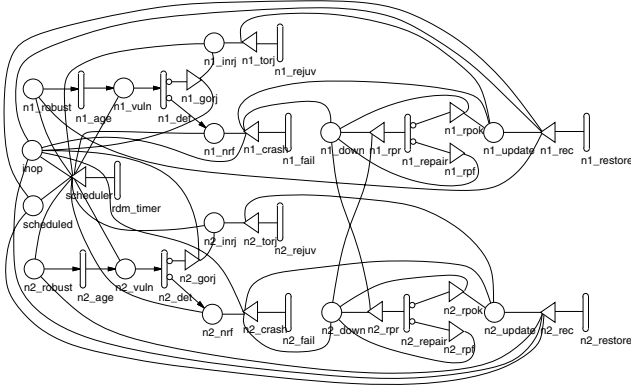 n1_inrj
n1_torj
n1_rejuv
n1_robust
n1_age
n1_vuln
n1_det
n1_gorj
n1_nrf
n1_crash
n1_fail
n1_down
n1_rpr
n1_repair
n1_rpok
n1_rpf
n1_update
n1_rec
n1_restore
inop
scheduler
rdm_timer
scheduled
n2_inrj
n2_torj
n2_rejuv
n2_robust
n2_age
n2_vuln
n2_det
n2_gorj
n2_nrf
n2_crash
n2_fail
n2_down
n2_rpr
n2_repair
n2_rpok
n2_rpf
n2_update
n2_rec
n2_restore